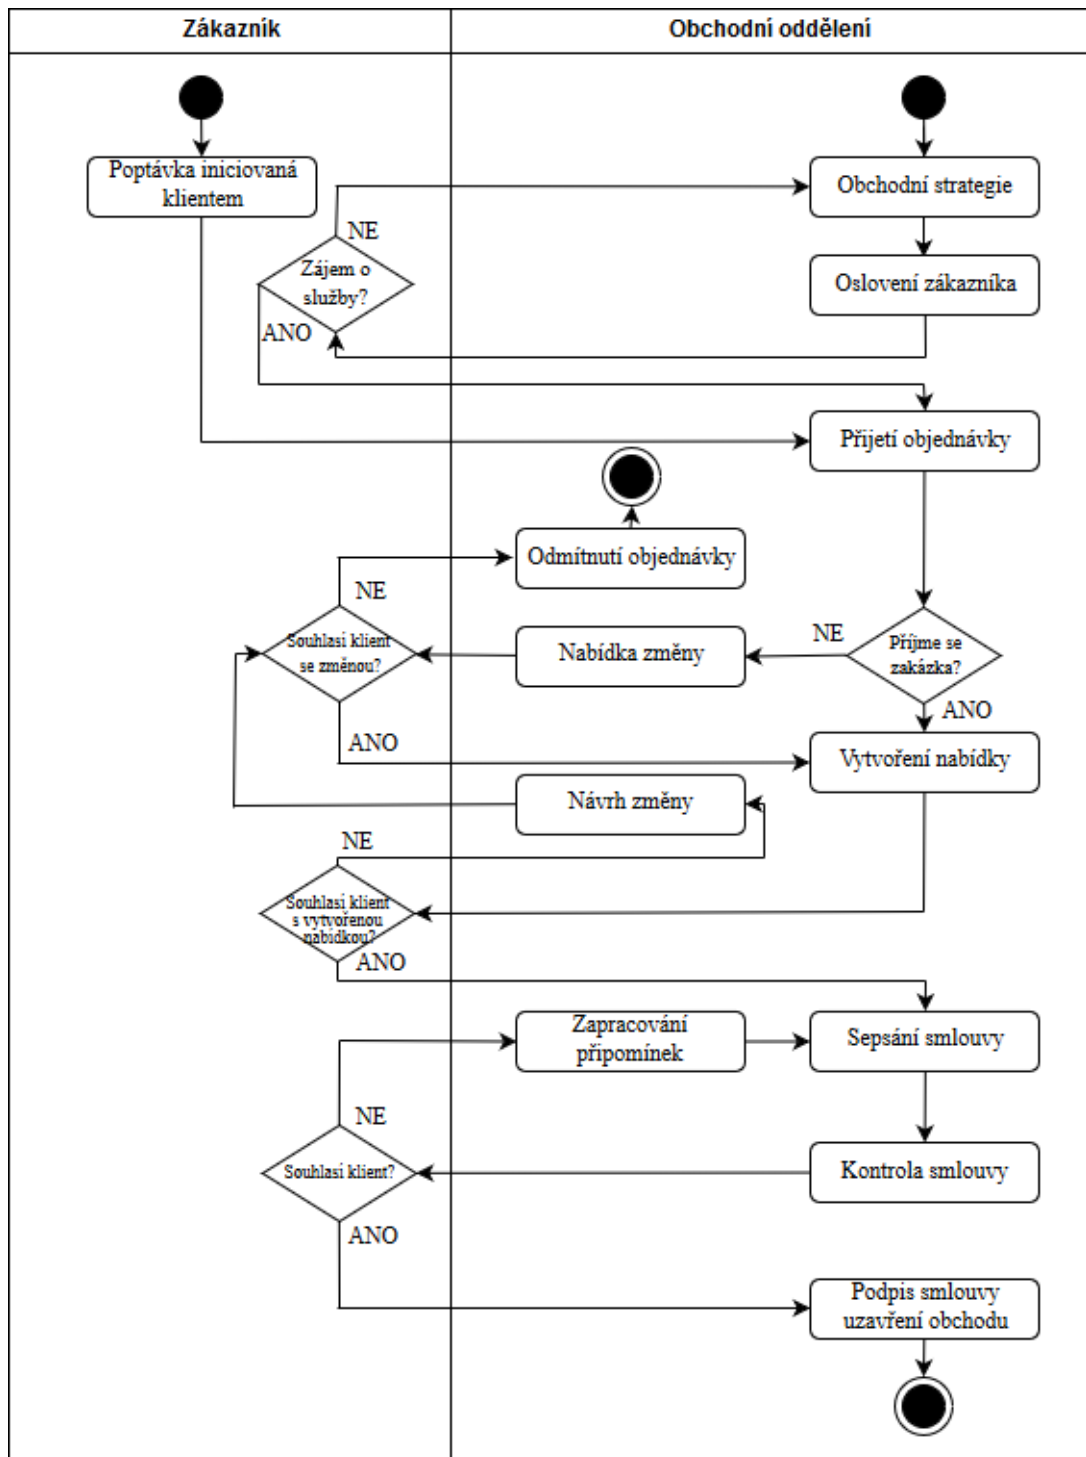 Zákazník
Obchodní oddělení
Poptávka iniciovaná
klientem
Obchodní strategie
NE
Zájem o
služby?
Oslovení zákazníka
ANO
Přijetí objednávky
Odmítnutí objednávky
NE
Souhlasí klient
se změnou?
Nabídka změny
NE
Příjme se
zakázka?
ANO
ANO
Vytvoření nabídky
Návrh změny
NE
Souhlasí klient
s vytvořenou
nabídkou?
ANO
Zapracování
připomínek
Sepsání smlouvy
NE
Souhlasí klient?
Kontrola smlouvy
ANO
Podpis smlouvy
uzavření obchodu